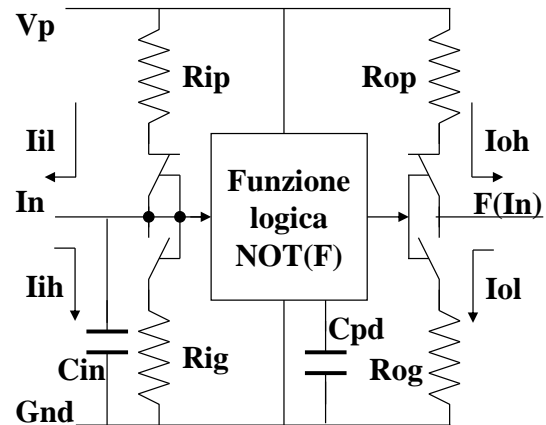 Vp
Rip
Rop
Iil
Ioh
In
Funzione
logica
NOT(F)
F(In)
Iih
Iol
Cin
Rig
Cpd
Rog
Gnd